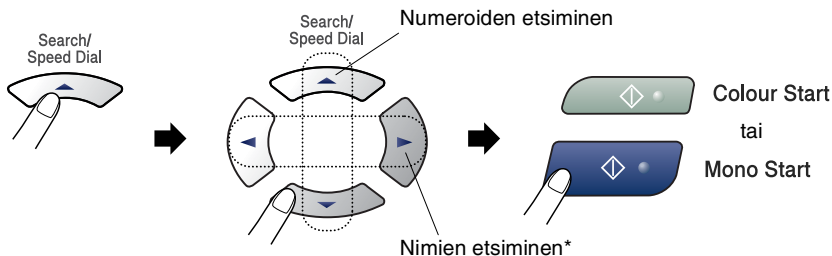 Search/
Speed Dial
Search/
Speed Dial
Numeroiden etsiminen
Nimien etsiminen*
Colour Start
tai
Mono Start